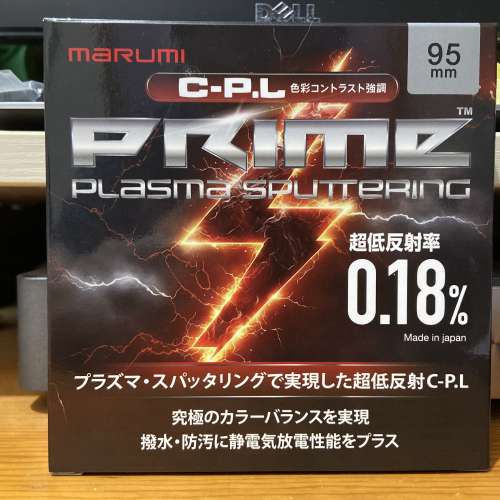 DELL
marumi
95
mm
C-P.L 色彩コントラスト強調
PRIME™
PLASMA SPUTTERING
超低反射率
0.18%
Made in japan
プラズマ・スパッタリングで実現した超低反射C-P.L
究極のカラーバランスを実現
撥水・防汚に静電気放電性能をプラス